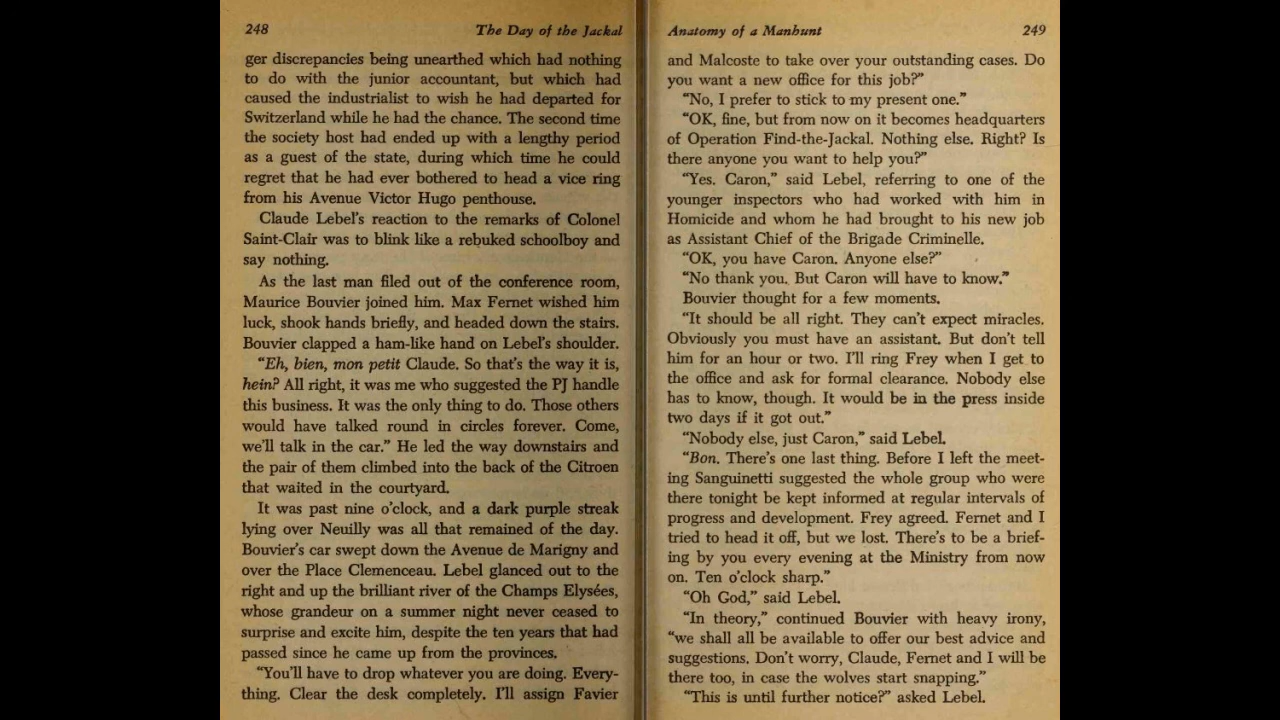 248
The Day of the Jackal
ger discrepancies being unearthed which had nothing
to do with the junior accountant, but which had
caused the industrialist to wish he had departed for
Switzerland while he had the chance. The second time
the society host had ended up with a lengthy period
as a guest of the state, during which time he could
regret that he had ever bothered to head a vice ring
from his Avenue Victor Hugo penthouse.
Claude Lebel's reaction to the remarks of Colonel
Saint-Clair was to blink like a rebuked schoolboy and
say nothing.
As the last man filed out of the conference room,
Maurice Bouvier joined him. Max Fernet wished him
luck, shook hands briefly, and headed down the stairs.
Bouvier clapped a ham-like hand on Lebel's shoulder.
"Eh, bien, mon petit Claude. So that's the way it is,
hein? All right, it was me who suggested the PJ handle
this business. It was the only thing to do. Those others
would have talked round in circles forever. Come,
we'll talk in the car." He led the way downstairs and
the pair of them climbed into the back of the Citroen
that waited in the courtyard.
It was past nine o'clock, and a dark purple streak
lying over Neuilly was all that remained of the day.
Bouvier's car swept down the Avenue de Marigny and
over the Place Clemenceau. Lebel glanced out to the
right and up the brilliant river of the Champs Elysées,
whose grandeur on a summer night never ceased to
surprise and excite him, despite the ten years that had
passed since he came up from the provinces.
"You'll have to drop whatever you are doing. Every-
thing. Clear the desk completely. I'll assign Favier
Anatomy of a Manhunt
249
and Malcoste to take over your outstanding cases. Do
you want a new office for this job?"
"No, I prefer to stick to my present one."
"OK, fine, but from now on it becomes headquarters
of Operation Find-the-Jackal. Nothing else. Right? Is
there anyone you want to help you?"
"Yes. Caron," said Lebel, referring to one of the
younger inspectors who had worked with him in
Homicide and whom he had brought to his new job
as Assistant Chief of the Brigade Criminelle.
"OK, you have Caron. Anyone else?"
"No thank you. But Caron will have to know."
Bouvier thought for a few moments.
"It should be all right. They can't expect miracles.
Obviously you must have an assistant. But don't tell
him for an hour or two. I'll ring Frey when I get to
the office and ask for formal clearance. Nobody else
has to know, though. It would be in the press inside
two days if it got out."
"Nobody else, just Caron," said Lebel.
"Bon. There's one last thing. Before I left the meet-
ing Sanguinetti suggested the whole group who were
there tonight be kept informed at regular intervals of
progress and development. Frey agreed. Fernet and I
tried to head it off, but we lost. There's to be a brief-
ing by you every evening at the Ministry from now
on. Ten o'clock sharp."
"Oh God," said Lebel.
"In theory," continued Bouvier with heavy irony,
"we shall all be available to offer our best advice and
suggestions. Don't worry, Claude, Fernet and I will be
there too, in case the wolves start snapping."
"This is until further notice?" asked Lebel.